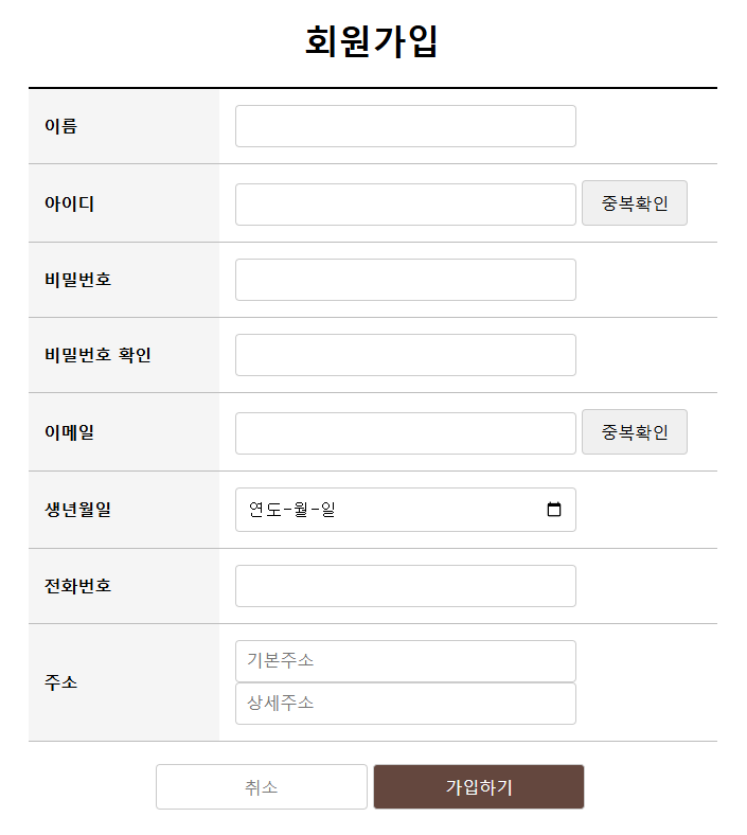 회원가입
이름
아이디 중복확인
비밀번호
비밀번호 확인
이메일 중복확인
생년월일 연도-월-일
전화번호
주소 기본주소
상세주소
취소 가입하기